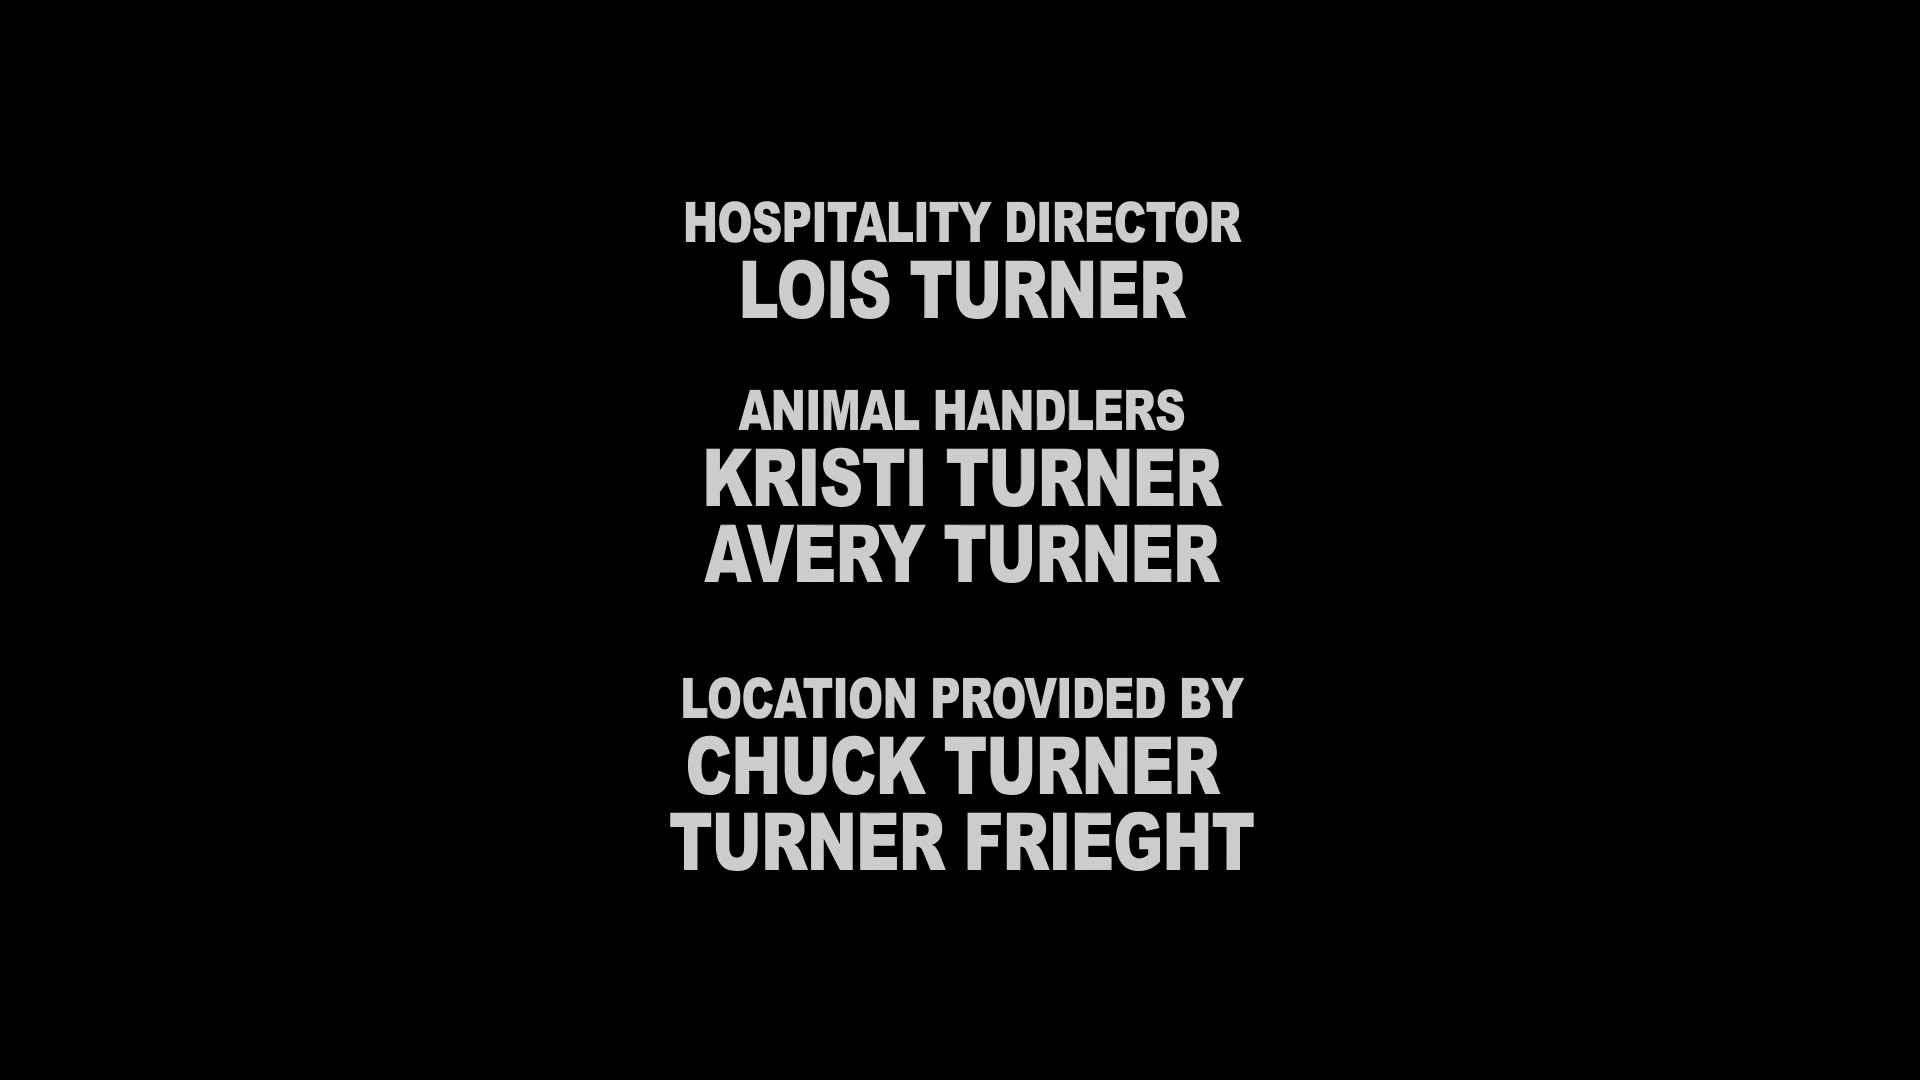 HOSPITALITY DIRECTOR
LOIS TURNER
ANIMAL HANDLERS
KRISTI TURNER
AVERY TURNER
LOCATION PROVIDED BY
CHUCK TURNER
TURNER FRIEGHT